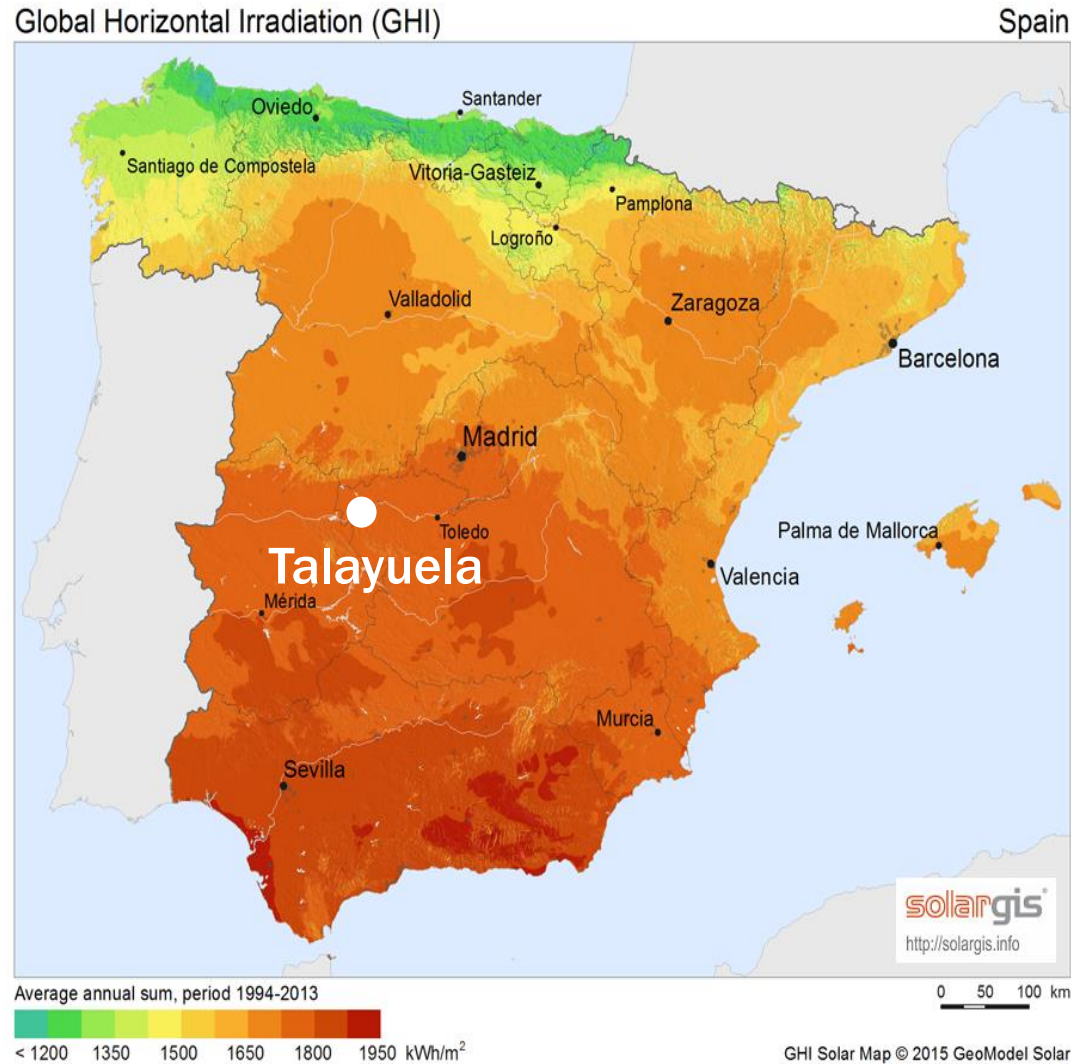 Global Horizontal Irradiation (GHI)
Spain
Santander
Oviedo
Santiago de Compostela
Vitoria-Gasteiz
Pamplona
Logroño
Valladolid
Zaragoza
Barcelona
Madrid
Toledo
Palma de Mallorca
Talayuela
Valencia
Mérida
Murcia
Sevilla
solargis®
http://solargis.info
Average annual sum, period 1994-2013
0 50 100 km
< 1200 1350 1500 1650 1800 1950 kWh/m²
GHI Solar Map © 2015 GeoModel Solar